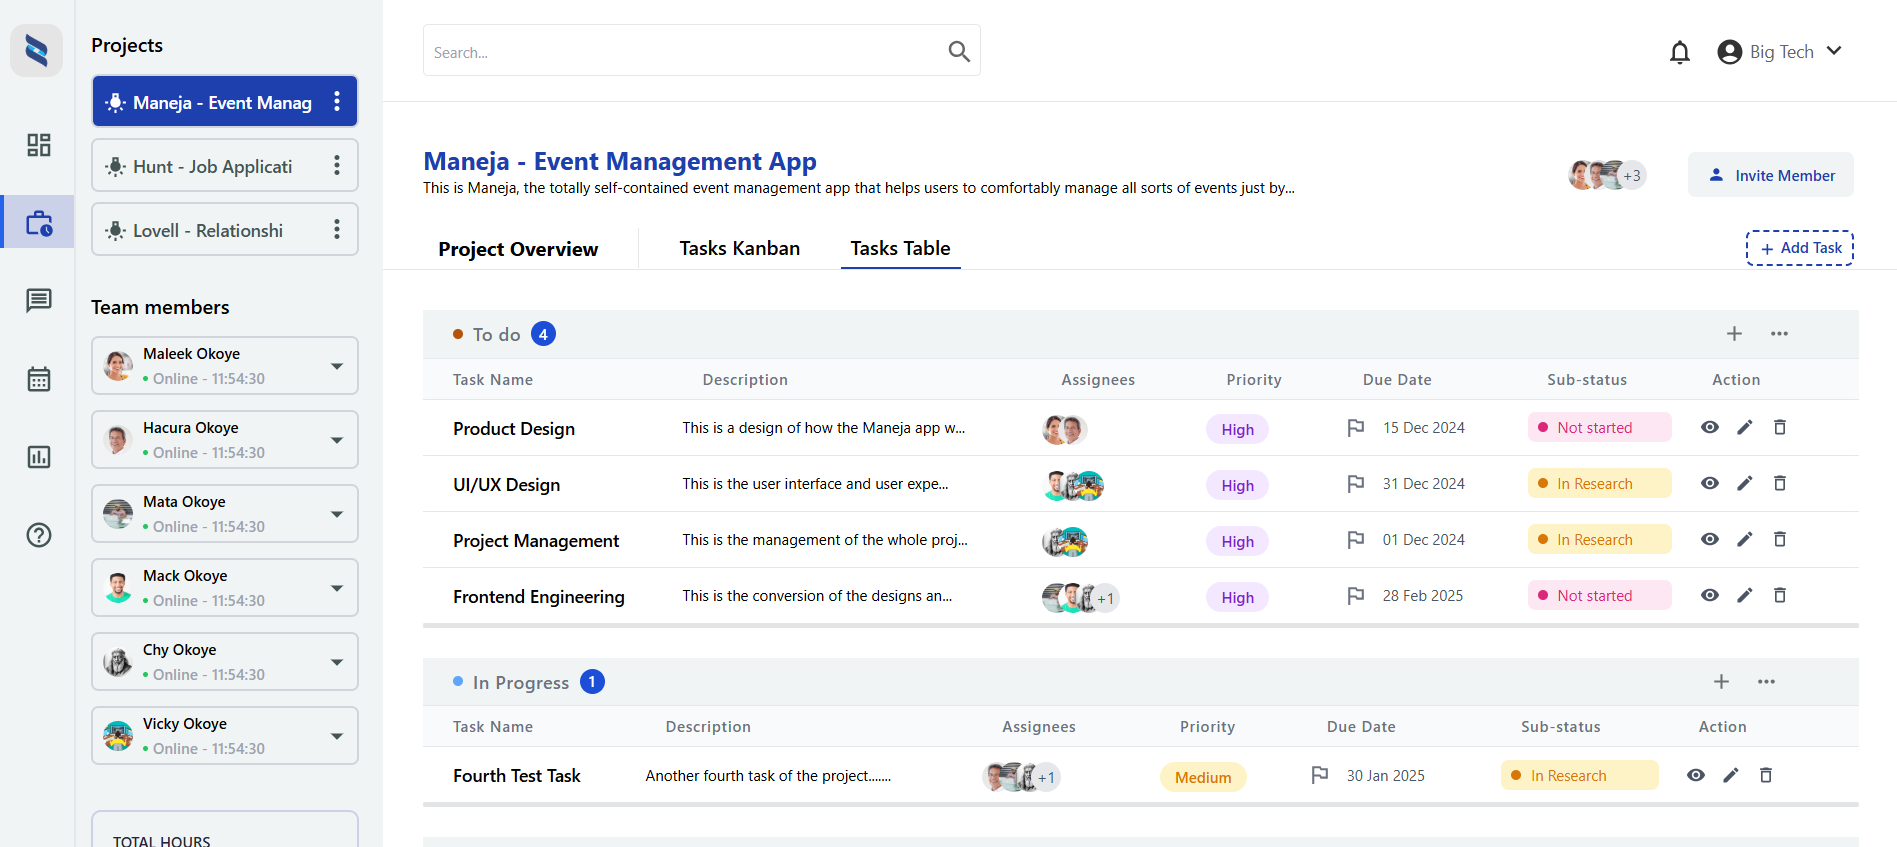 Projects
Maneja - Event Manag
Hunt - Job Applicati
Lovell - Relationshi
Team members
Maleek Okoye
Online - 11:54:30
Hacura Okoye
Online - 11:54:30
Mata Okoye
Online - 11:54:30
Mack Okoye
Online - 11:54:30
Chy Okoye
Online - 11:54:30
Vicky Okoye
Online - 11:54:30
TOTAL HOURS
Search...
Big Tech
Maneja - Event Management App
This is Maneja, the totally self-contained event management app that helps users to comfortably manage all sorts of events just by...
+3
Invite Member
Project Overview
Tasks Kanban
Tasks Table
+ Add Task
To do 4
Task Name Description Assignees Priority Due Date Sub-status Action
Product Design This is a design of how the Maneja app w... High 15 Dec 2024 Not started
UI/UX Design This is the user interface and user expe... High 31 Dec 2024 In Research
Project Management This is the management of the whole proj... High 01 Dec 2024 In Research
Frontend Engineering This is the conversion of the designs an... +1 High 28 Feb 2025 Not started
In Progress 1
Task Name Description Assignees Priority Due Date Sub-status Action
Fourth Test Task Another fourth task of the project....... +1 Medium 30 Jan 2025 In Research